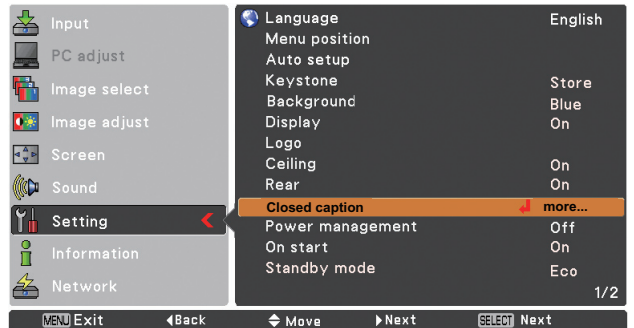 Input
PC adjust
Image select
Image adjust
Screen
Sound
Setting
Information
Network
Language English
Menu position
Auto setup
Keystone Store
Background Blue
Display On
Logo
Ceiling On
Rear On
Closed caption more...
Power management Off
On start On
Standby mode Eco
1/2
MENU Exit Back Move Next SELECT Next